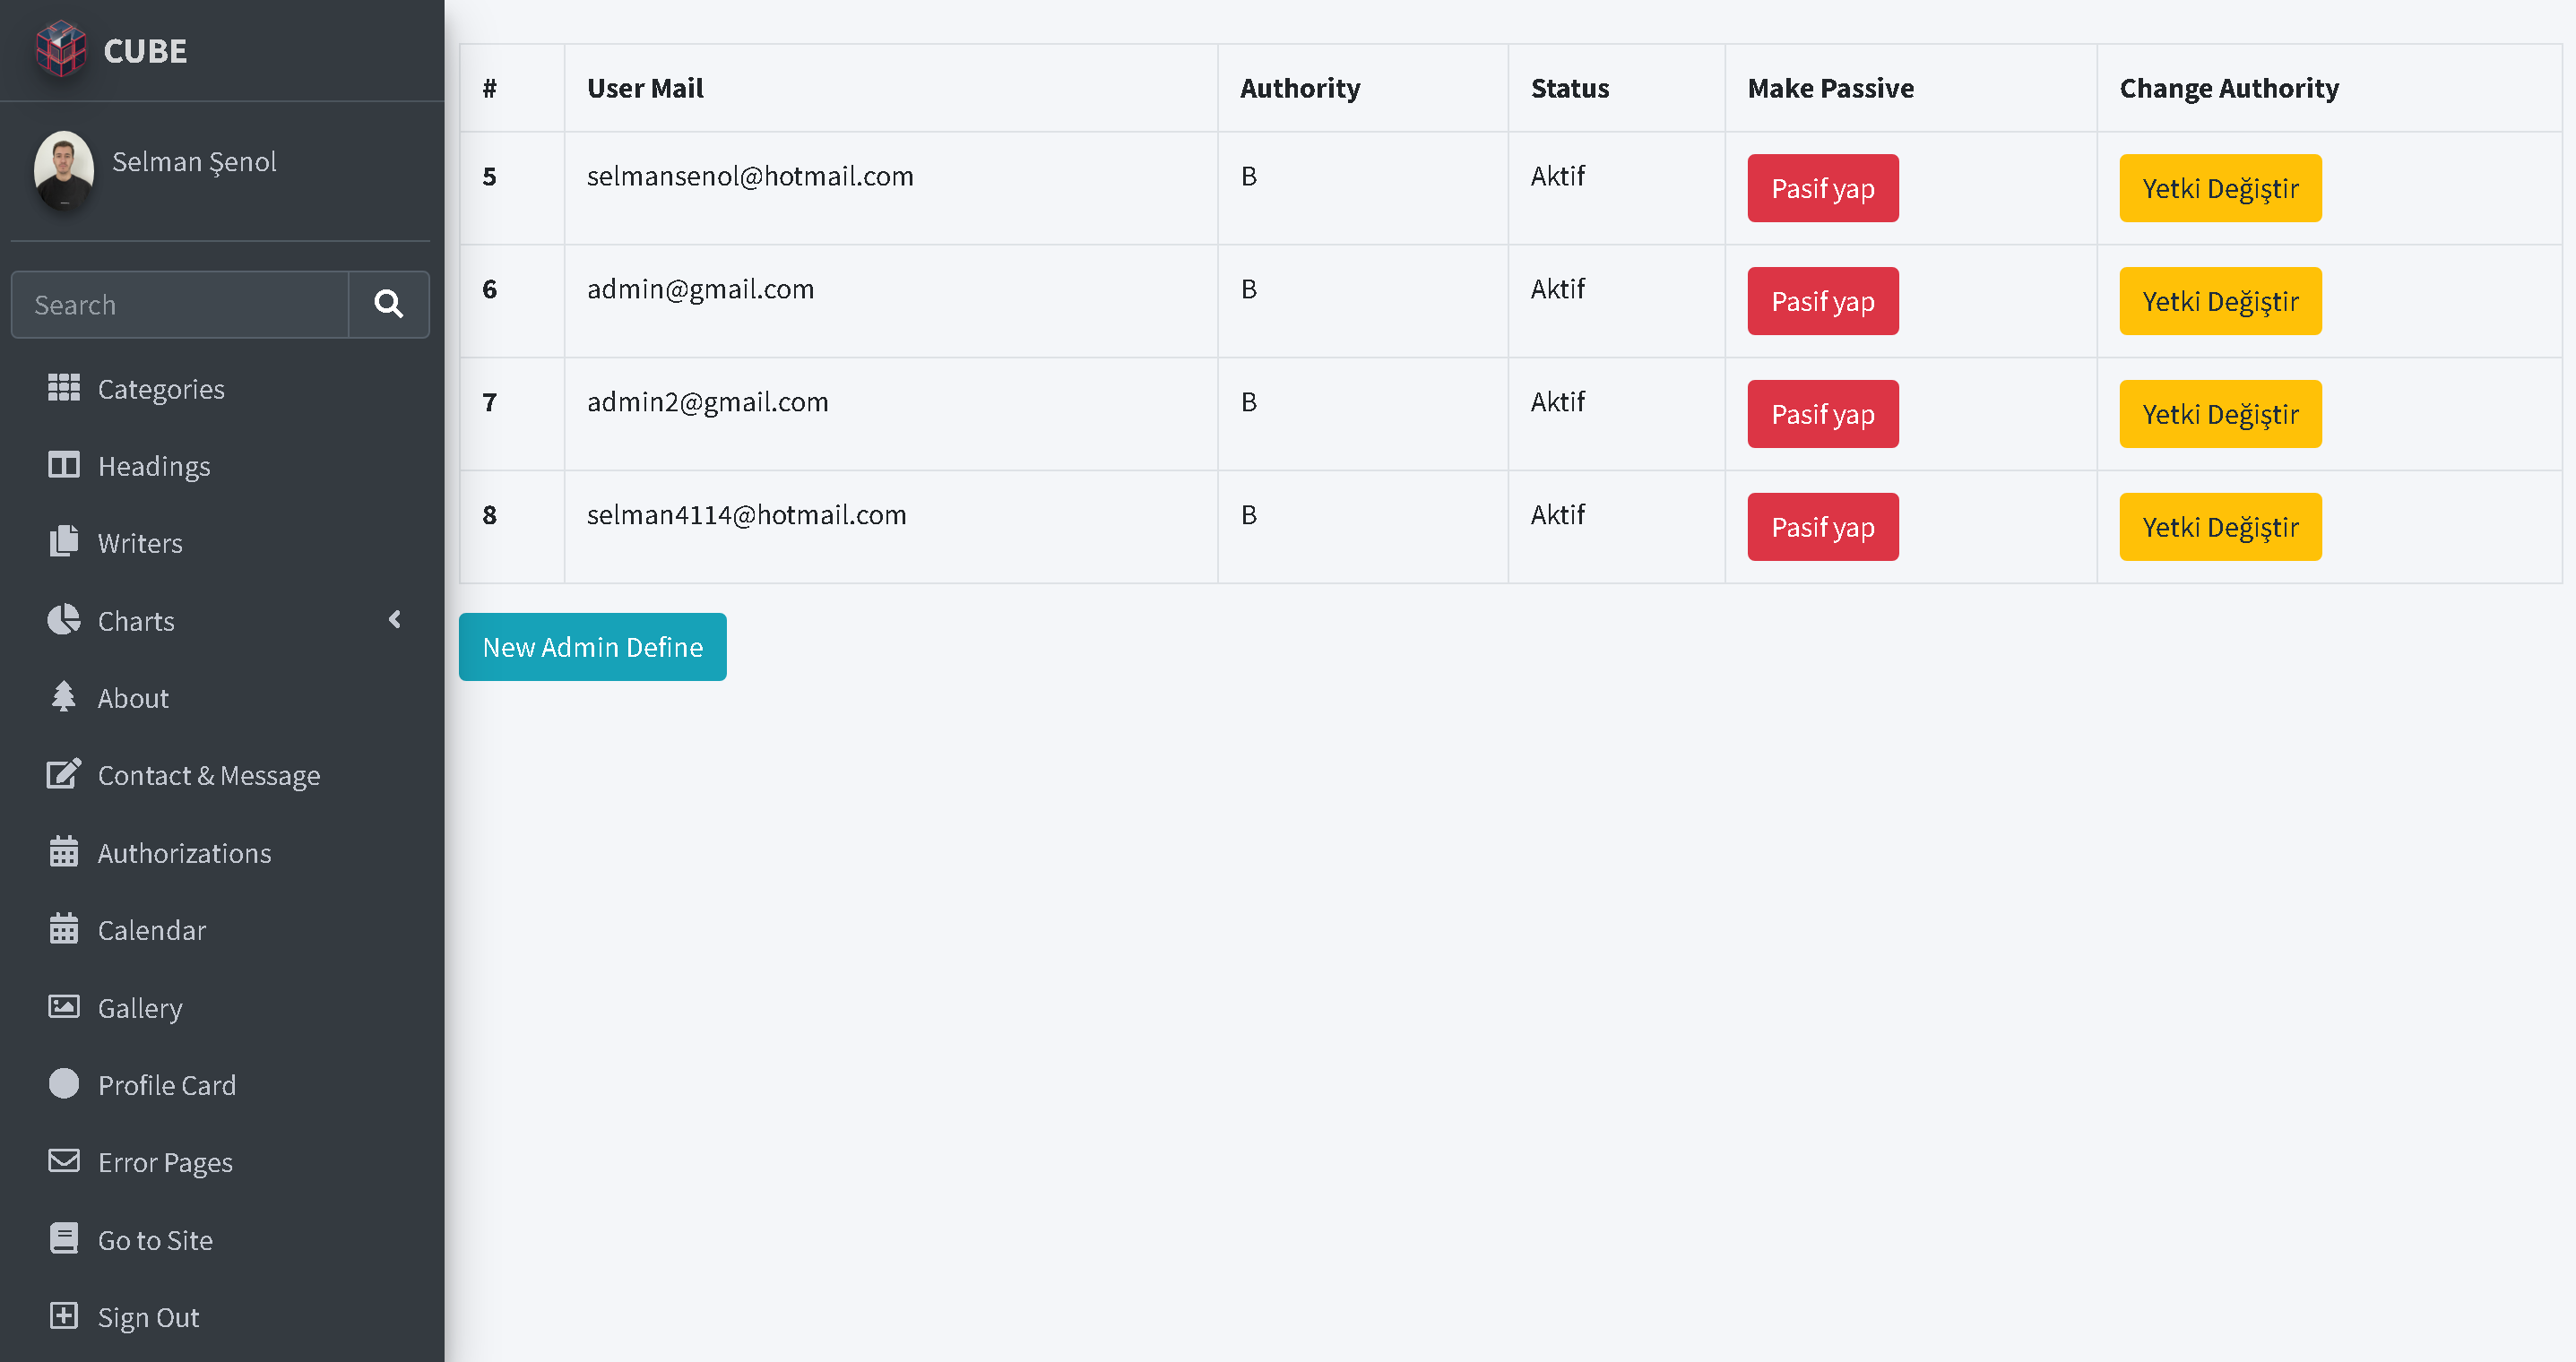 CUBE
Selman Şenol
Search
Categories
Headings
Writers
Charts
About
Contact & Message
Authorizations
Calendar
Gallery
Profile Card
Error Pages
Go to Site
Sign Out
# User Mail Authority Status Make Passive Change Authority
5 selmansenol@hotmail.com B Aktif Pasif yap Yetki Değiştir
6 admin@gmail.com B Aktif Pasif yap Yetki Değiştir
7 admin2@gmail.com B Aktif Pasif yap Yetki Değiştir
8 selman4114@hotmail.com B Aktif Pasif yap Yetki Değiştir
New Admin Define